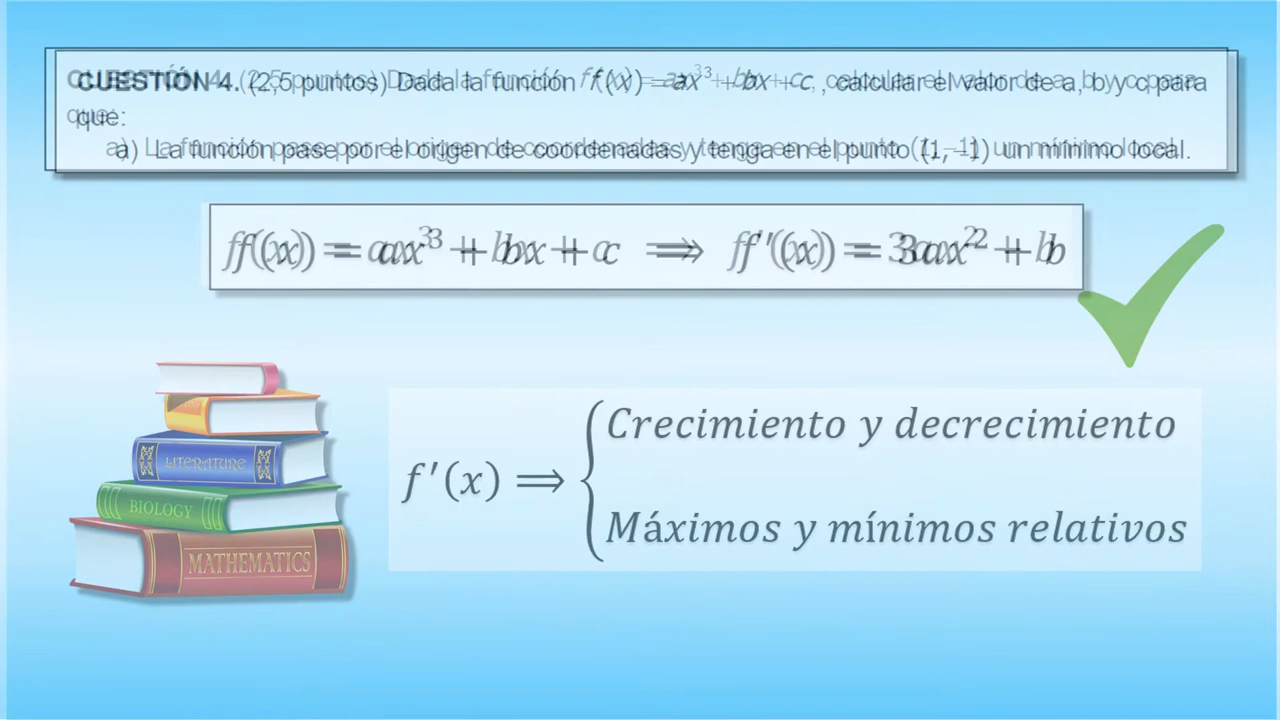 CUESTIÓN 4. (2,5 puntos) Dada la función f(x) = ax³ + bx + c, calcular el valor de a, b y c para
que:
a) La función pase por el origen de coordenadas y tenga en el punto (1, −1) un mínimo local.
f(x) = ax³ + bx + c ⟹ f′(x) = 3ax² + b
Crecimiento y decrecimiento
f′(x) ⟹
Máximos y mínimos relativos
LITERATURE
BIOLOGY
MATHEMATICS